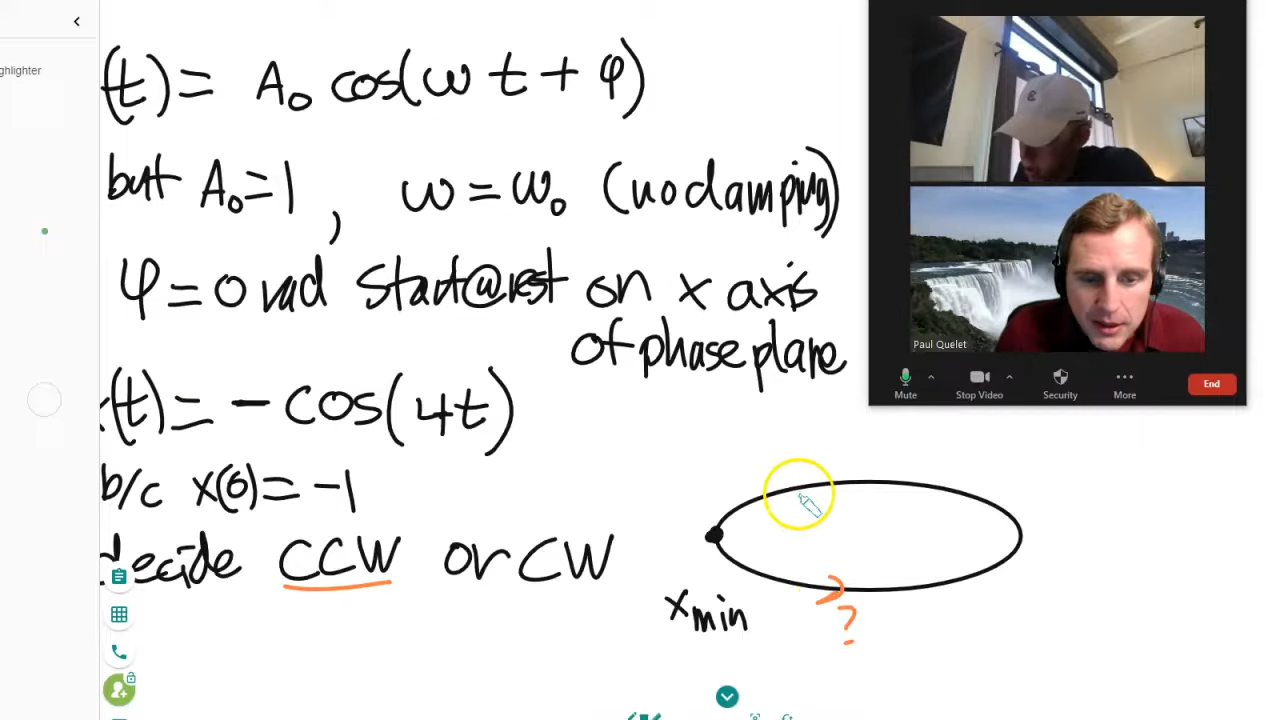 ghlighter
(t) = A₀ cos(ω t + φ)
but A₀ = 1, ω = ω₀ (no damping)
φ = 0 rad start@rest on x axis
of phase plane
(t) = - cos(4t)
b/c x(0) = -1
decide CCW or CW
x min
?
Paul Quelet
Mute
Stop Video
Security
More
End